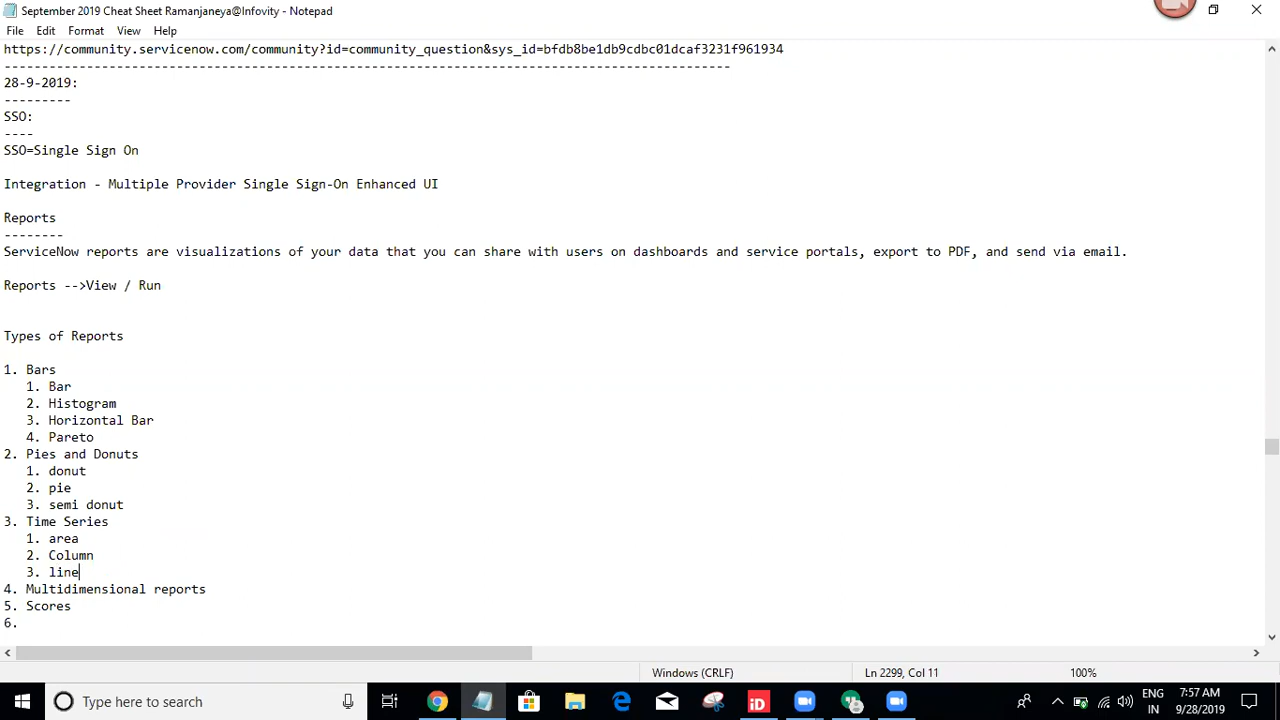 September 2019 Cheat Sheet Ramanjaneya@Infovity - Notepad
File Edit Format View Help
https://community.servicenow.com/community?id=community_question&sys_id=bfdb8be1db9cdbc01dcaf3231f961934
-------------------------------------------------------------------------------------------------
28-9-2019:
---------
SSO:
----
SSO=Single Sign On
Integration - Multiple Provider Single Sign-On Enhanced UI
Reports
--------
ServiceNow reports are visualizations of your data that you can share with users on dashboards and service portals, export to PDF, and send via email.
Reports -->View / Run
Types of Reports
1. Bars
1. Bar
2. Histogram
3. Horizontal Bar
4. Pareto
2. Pies and Donuts
1. donut
2. pie
3. semi donut
3. Time Series
1. area
2. Column
3. line
4. Multidimensional reports
5. Scores
6.
Windows (CRLF) Ln 2299, Col 11 100%
Type here to search
iD
ENG 7:57 AM
IN 9/28/2019